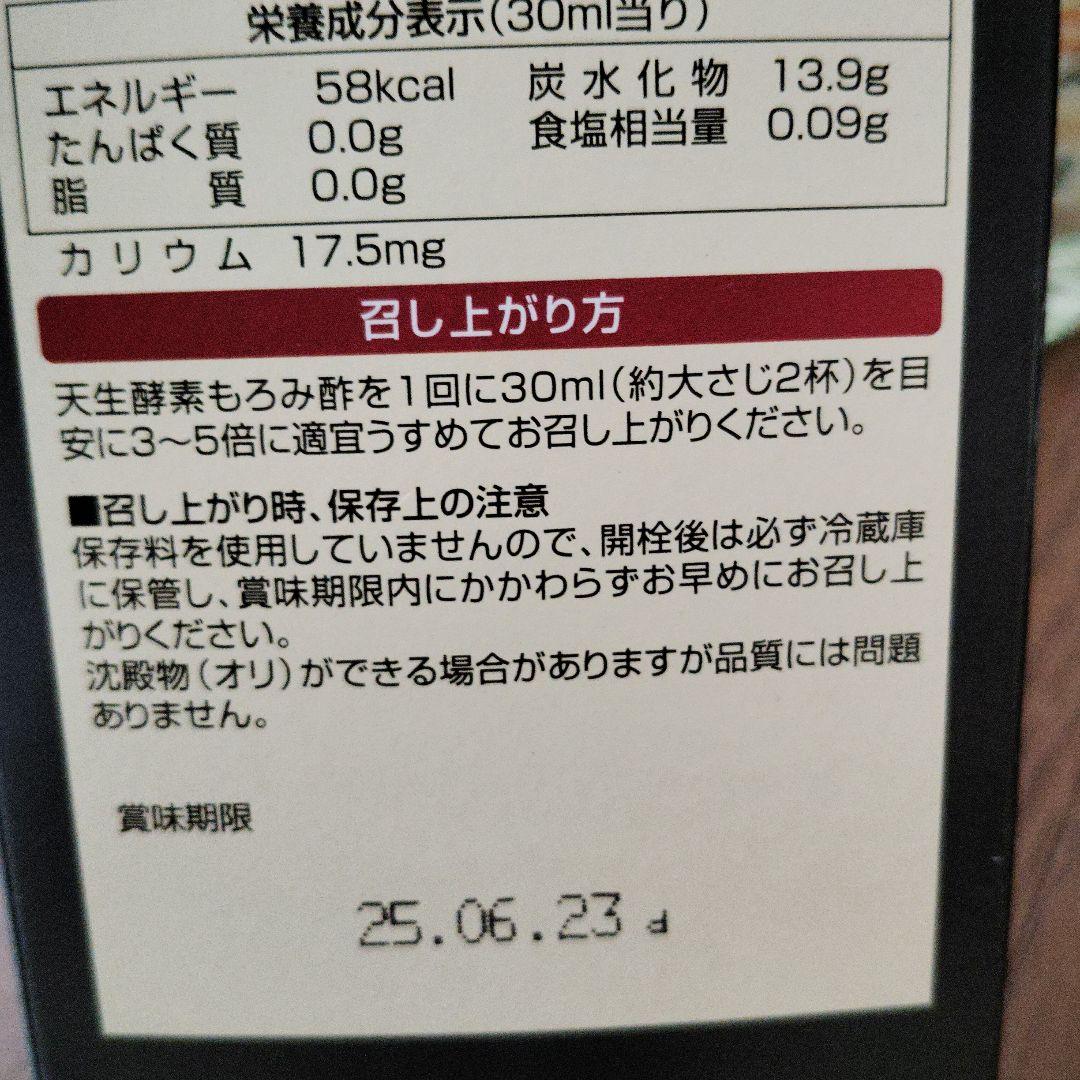 栄養成分表示(30ml当り)
エネルギー 58kcal 炭水化物 13.9g
たんぱく質 0.0g 食塩相当量 0.09g
脂質 0.0g
カリウム 17.5mg
召し上がり方
天生酵素もろみ酢を1回に30ml(約大さじ2杯)を目
安に3〜5倍に適宜うすめてお召し上がりください。
■召し上がり時、保存上の注意
保存料を使用していませんので、開栓後は必ず冷蔵庫
に保管し、賞味期限内にかかわらずお早めにお召し上
がりください。
沈殿物(オリ)ができる場合がありますが品質には問題
ありません。
賞味期限
25.06.23 d